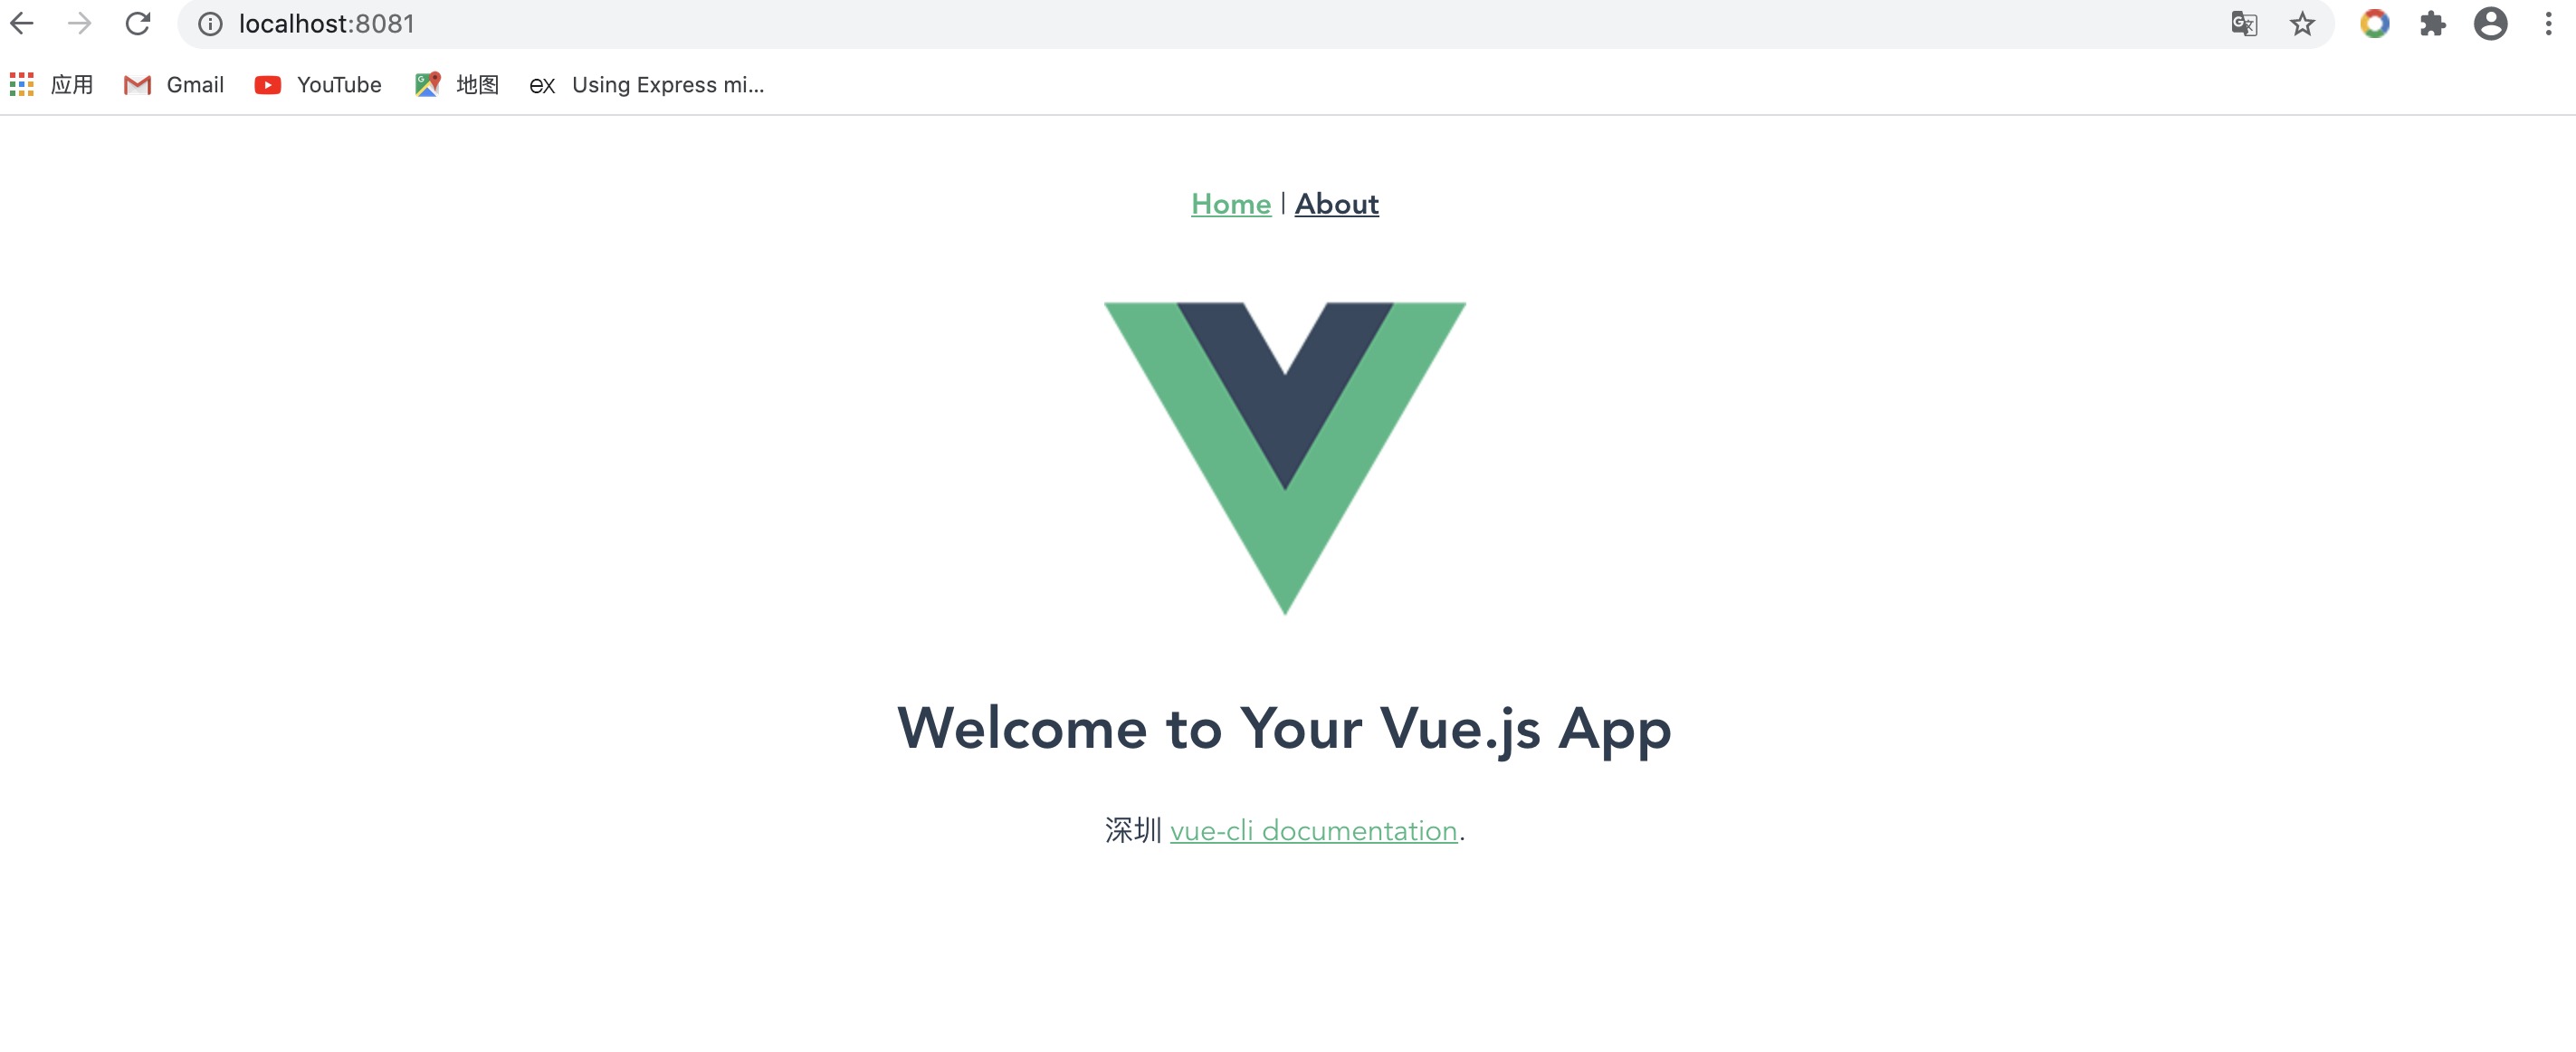 localhost:8081
应用 Gmail YouTube 地图 ex Using Express mi...
Home | About
Welcome to Your Vue.js App
深圳 vue-cli documentation.